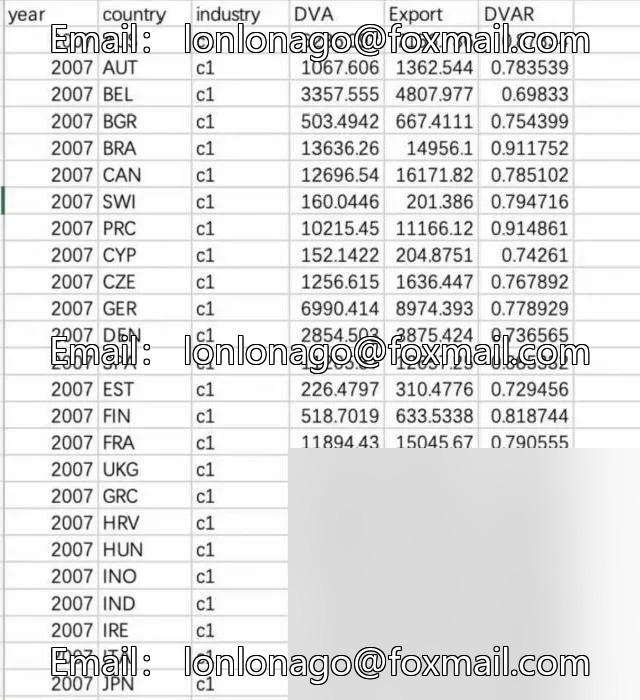 year country industry DVA Export DVAR
Email： lonlonago@foxmail.com
2007 AUT c1 1067.606 1362.544 0.783539
2007 BEL c1 3357.555 4807.977 0.69833
2007 BGR c1 503.4942 667.4111 0.754399
2007 BRA c1 13636.26 14956.1 0.911752
2007 CAN c1 12696.54 16171.82 0.785102
2007 SWI c1 160.0446 201.386 0.794716
2007 PRC c1 10215.45 11166.12 0.914861
2007 CYP c1 152.1422 204.8751 0.74261
2007 CZE c1 1256.615 1636.447 0.767892
2007 GER c1 6990.414 8974.393 0.778929
2007 DEN c1 2854.503 3875.424 0.736565
Email： lonlonago@foxmail.com
2007 EST c1 226.4797 310.4776 0.729456
2007 FIN c1 518.7019 633.5338 0.818744
2007 FRA c1 11894.43 15045.67 0.790555
2007 UKG c1
2007 GRC c1
2007 HRV c1
2007 HUN c1
2007 INO c1
2007 IND c1
2007 IRE c1
Email： lonlonago@foxmail.com
2007 JPN c1